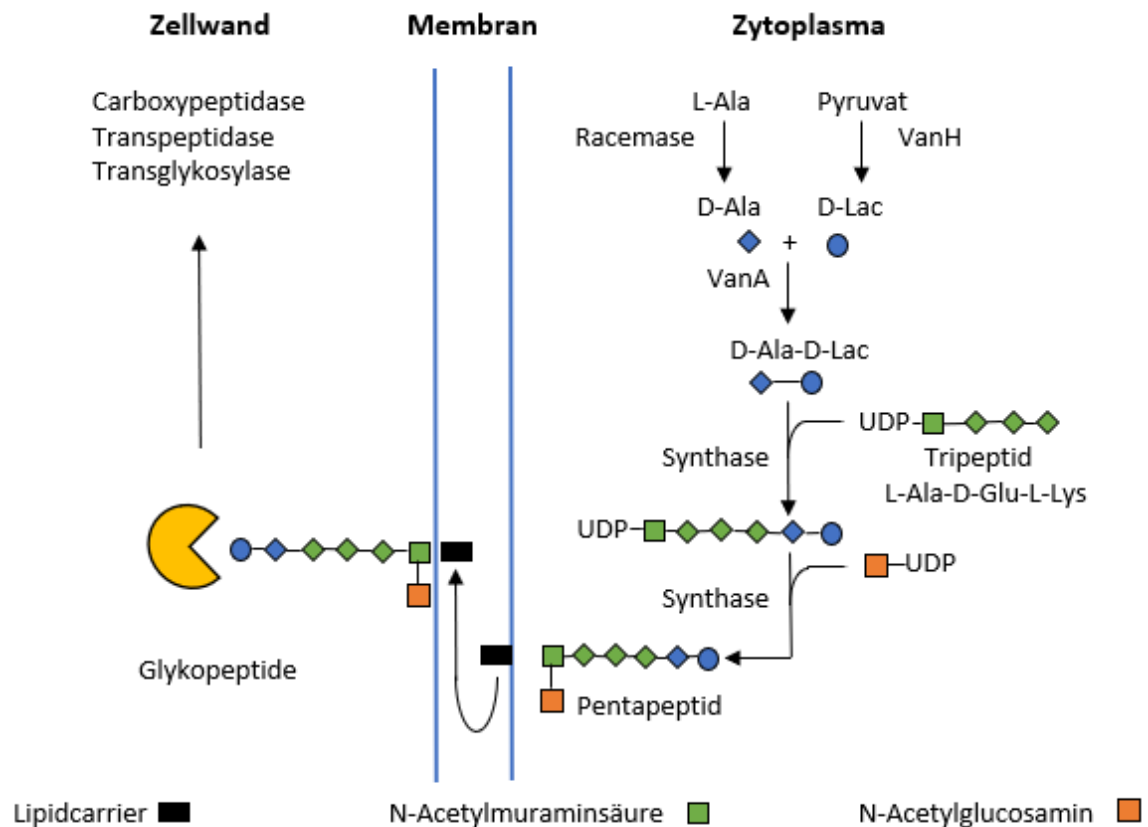 Zellwand Membran Zytoplasma
Carboxypeptidase
Transpeptidase
Transglykosylase
L-Ala Pyruvat
Racemase VanH
D-Ala D-Lac
+
VanA
D-Ala-D-Lac
UDP
Synthase
Tripeptid
L-Ala-D-Glu-L-Lys
UDP
UDP
Synthase
Glykopeptide
Pentapeptid
Lipidcarrier N-Acetylmuraminsäure N-Acetylglucosamin